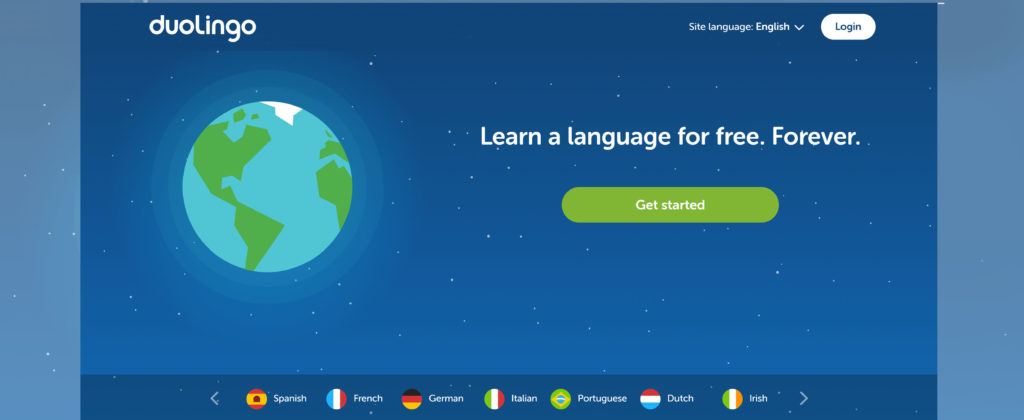 duolingo
Site language: English
Login
Learn a language for free. Forever.
Get started
Spanish French German Italian Portuguese Dutch Irish